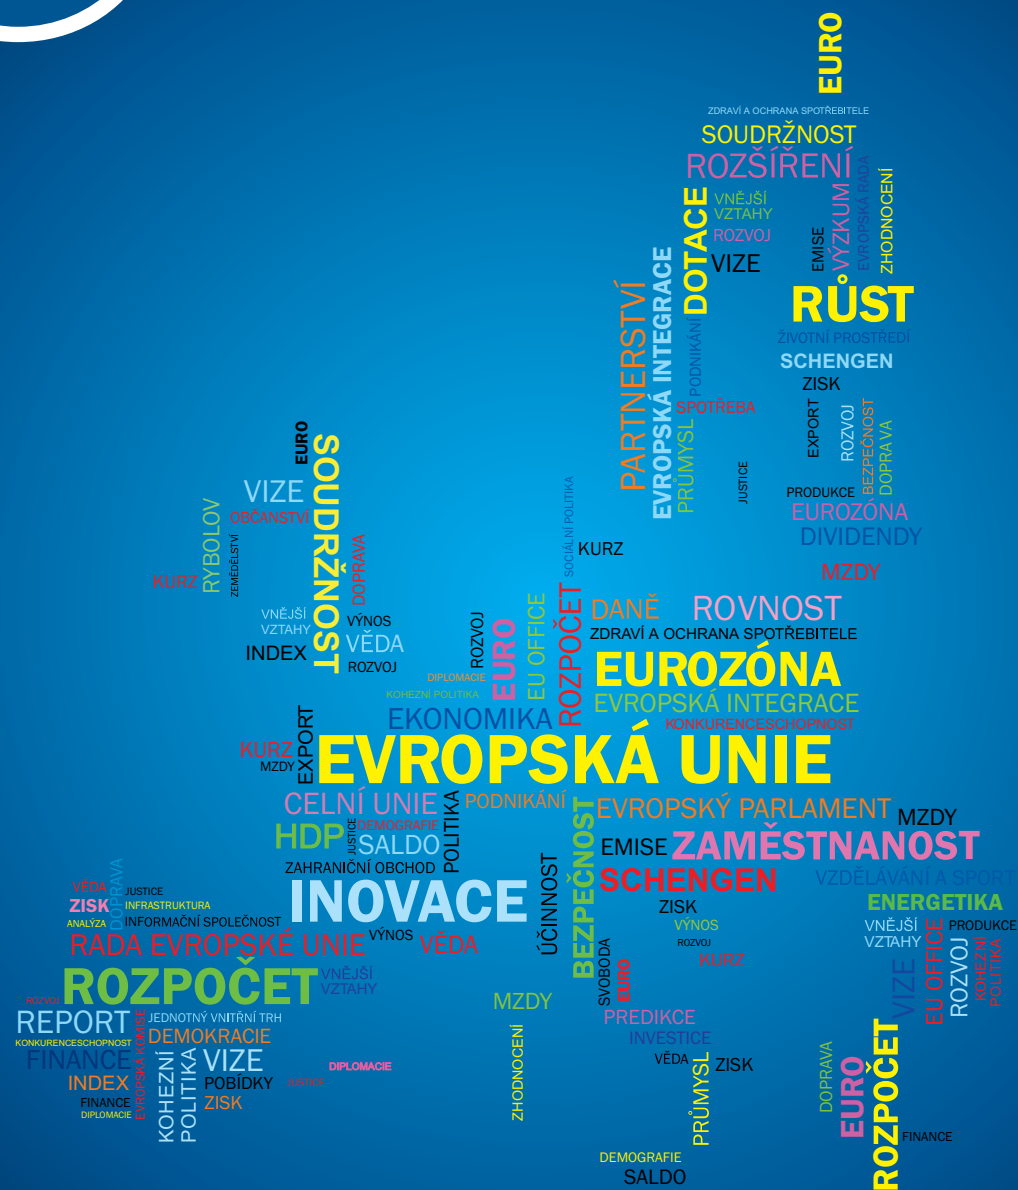 EURO
ZDRAVÍ A OCHRANA SPOTŘEBITELE
SOUDRŽNOST
ROZŠÍŘENÍ
DOTACE
VNĚJŠÍ
VZTAHY
ROZVOJ
VIZE
EMISE
VÝZKUM
EVROPSKÁ RADA
ZHODNOCENÍ
PARTNERSTVÍ
EVROPSKÁ INTEGRACE
RŮST
PODNIKÁNÍ
ŽIVOTNÍ PROSTŘEDÍ
SCHENGEN
ZISK
SPOTŘEBA
PRŮMYSL
EXPORT
ROZVOJ
BEZPEČNOST
DOPRAVA
JUSTICE
PRODUKCE
EUROZÓNA
DIVIDENDY
MZDY
EURO
SOUDRŽNOST
VIZE
OBČANSTVÍ
RYBOLOV
ZEMĚDĚLSTVÍ
KURZ
DOPRAVA
VNĚJŠÍ
VZTAHY
INDEX
VÝNOS
VĚDA
ROZVOJ
SOCIÁLNÍ POLITIKA
KURZ
ROZVOJ
EURO
EU OFFICE
ROZPOČET
DANĚ
ROVNOST
ZDRAVÍ A OCHRANA SPOTŘEBITELE
EUROZÓNA
DIPLOMACIE
KOHEZNÍ POLITIKA
EVROPSKÁ INTEGRACE
EKONOMIKA
KONKURENCESCHOPNOST
KURZ
MZDY
EXPORT
EVROPSKÁ UNIE
CELNÍ UNIE
PODNIKÁNÍ
EVROPSKÝ PARLAMENT
MZDY
HDP
JUSTICE
DEMOGRAFIE
SALDO
POLITIKA
BEZPEČNOST
EMISE
ZAMĚSTNANOST
ZAHRANIČNÍ OBCHOD
SCHENGEN
VZDĚLÁVÁNÍ A SPORT
INOVACE
ÚČINNOST
ENERGETIKA
VĚDA
DOPRAVA
JUSTICE
ZISK
INFRASTRUKTURA
ANALÝZA
INFORMAČNÍ SPOLEČNOST
ZISK
VÝNOS
ROZVOJ
KURZ
VNĚJŠÍ
VZTAHY
PRODUKCE
RADA EVROPSKÉ UNIE
VÝNOS
VĚDA
SVOBODA
EURO
VIZE
EU OFFICE
ROZVOJ
KOHEZNÍ
POLITIKA
ROZVOJ
ROZPOČET
VNĚJŠÍ
VZTAHY
MZDY
REPORT
EVROPSKÁ KOMISE
JEDNOTNÝ VNITŘNÍ TRH
PREDIKCE
DEMOKRACIE
INVESTICE
KONKURENCESCHOPNOST
FINANCE
KOHEZNÍ
POLITIKA
VIZE
DIPLOMACIE
ZHODNOCENÍ
VĚDA
PRŮMYSL
ZISK
INDEX
POBÍDKY
JUSTICE
FINANCE
ZISK
DIPLOMACIE
DOPRAVA
EURO
ROZPOČET
FINANCE
DEMOGRAFIE
SALDO